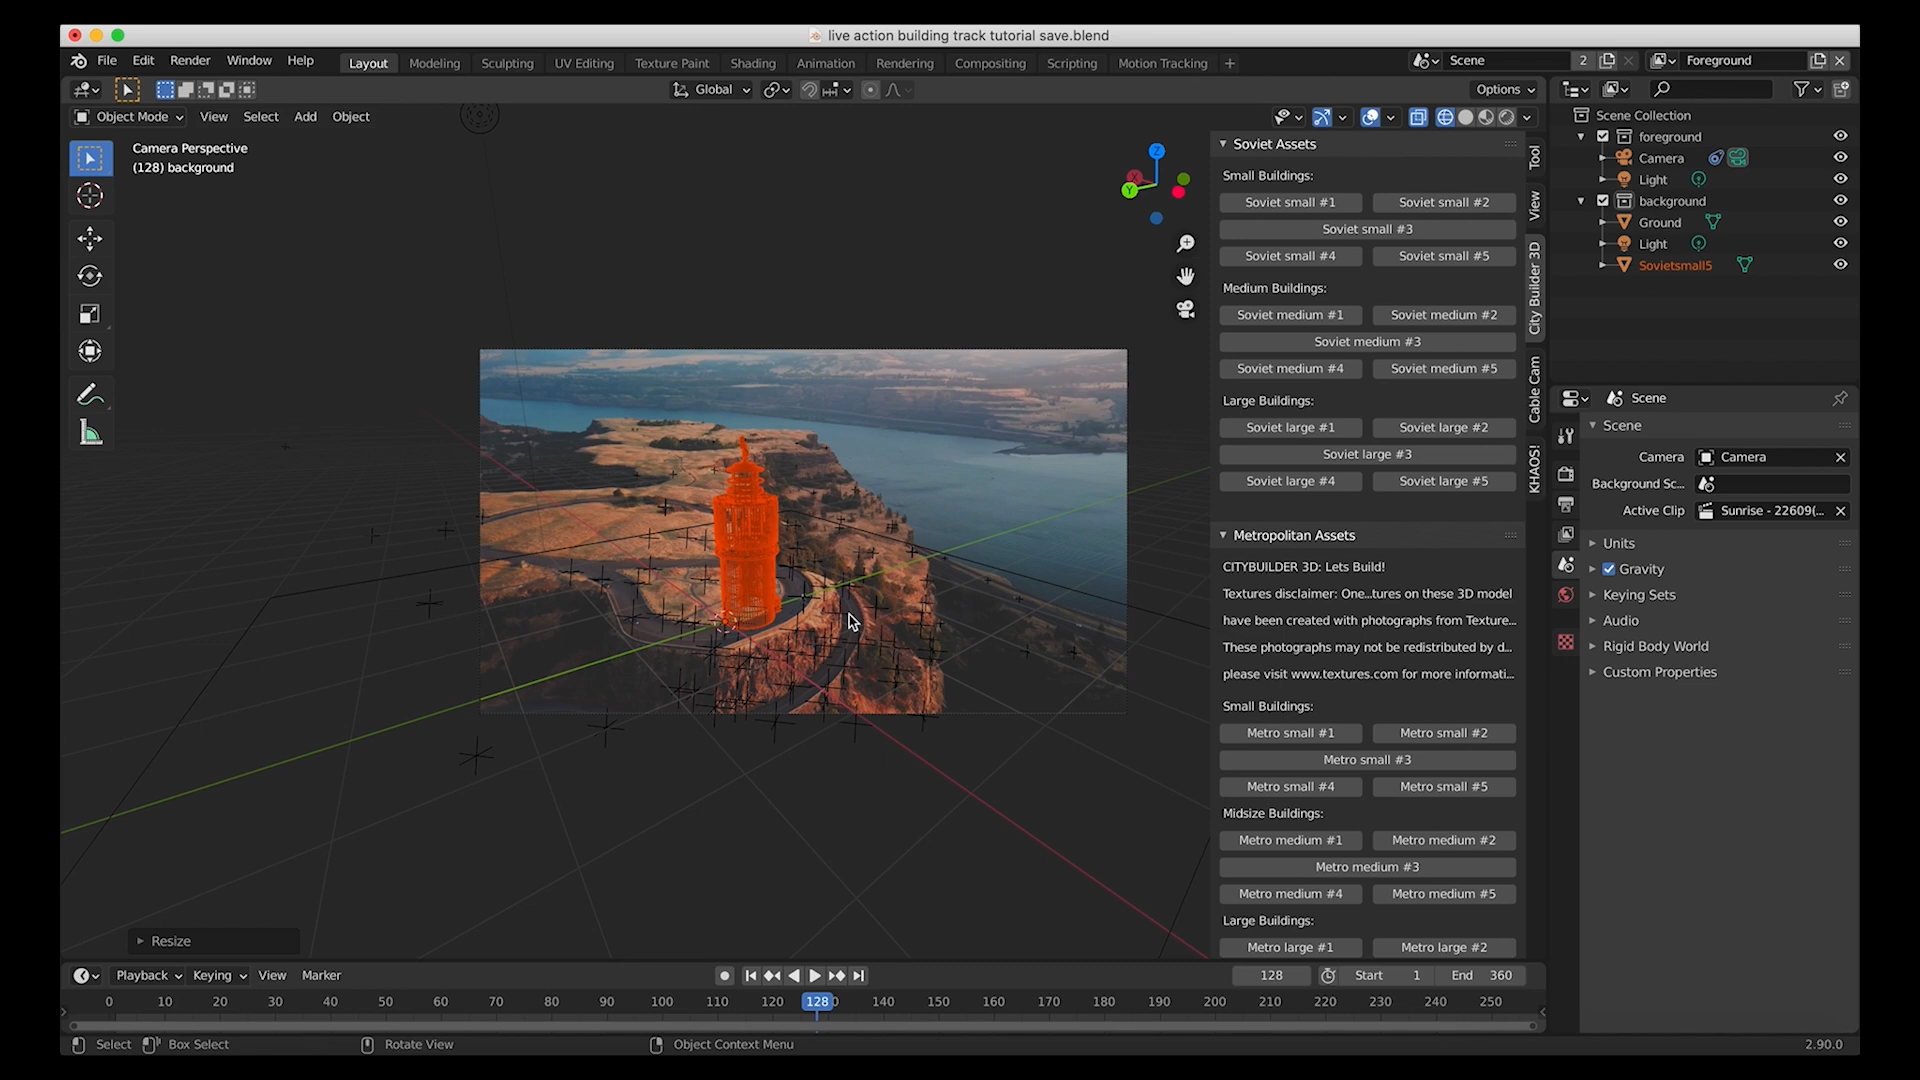 live action building track tutorial save.blend
File Edit Render Window Help
Layout Modeling Sculpting UV Editing Texture Paint Shading Animation Rendering Compositing Scripting Motion Tracking +
Scene 2 Foreground
Global Options
Object Mode View Select Add Object
Camera Perspective
(128) background
Z
X
Y
Soviet Assets
Small Buildings:
Soviet small #1 Soviet small #2
Soviet small #3
Soviet small #4 Soviet small #5
Medium Buildings:
Soviet medium #1 Soviet medium #2
Soviet medium #3
Soviet medium #4 Soviet medium #5
Large Buildings:
Soviet large #1 Soviet large #2
Soviet large #3
Soviet large #4 Soviet large #5
Metropolitan Assets
CITYBUILDER 3D: Lets Build!
Textures disclaimer: One...tures on these 3D model
have been created with photographs from Texture...
These photographs may not be redistributed by d...
please visit www.textures.com for more informati...
Small Buildings:
Metro small #1 Metro small #2
Metro small #3
Metro small #4 Metro small #5
Midsize Buildings:
Metro medium #1 Metro medium #2
Metro medium #3
Metro medium #4 Metro medium #5
Large Buildings:
Metro large #1 Metro large #2
Tool
View
City Builder 3D
Cable Cam
KHAOS!
Scene Collection
foreground
Camera
Light
background
Ground
Light
Sovietsmall5
Scene
Scene
Camera Camera
Background Sc...
Active Clip Sunrise - 22609(...
Units
Gravity
Keying Sets
Audio
Rigid Body World
Custom Properties
Resize
Playback Keying View Marker 128 Start 1 End 360
0 10 20 30 40 50 60 70 80 90 100 110 120 128 140 150 160 170 180 190 200 210 220 230 240 250
Select Box Select Rotate View Object Context Menu 2.90.0